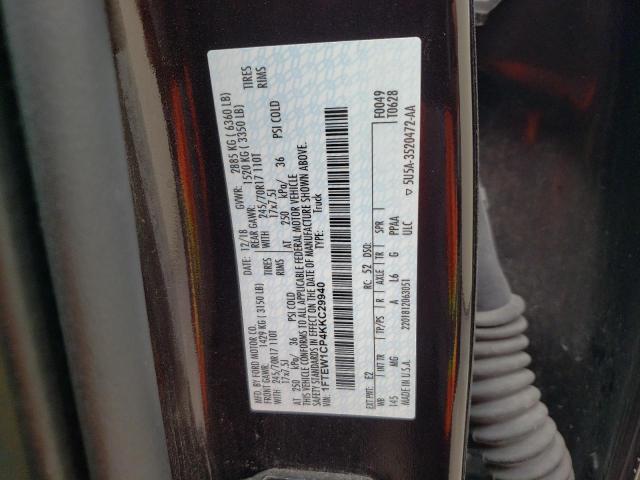 MFD. BY FORD MOTOR CO.
DATE: 12/18 GVWR: 2885 KG ( 6360 LB)
FRONT GAWR: 1429 KG ( 3150 LB) REAR GAWR: 1520 KG ( 3350 LB)
WITH 245/70R17 110T TIRES WITH 245/70R17 110T TIRES
17x7.5J RIMS 17x7.5J RIMS
AT 250 kPa/ 36 PSI COLD AT 250 kPa/ 36 PSI COLD
THIS VEHICLE CONFORMS TO ALL APPLICABLE FEDERAL MOTOR VEHICLE
SAFETY STANDARDS IN EFFECT ON THE DATE OF MANUFACTURE SHOWN ABOVE.
VIN: 1FTEW1CP4KKC29940 TYPE: Truck
F0049
T0628
EXT PNT: E2 RC: 52 DSO:
WB INT TR TP/PS R AXLE TR SPR
145 MG A L6 G PPAA
MADE IN U.S.A. 2201812063051 ULC
▽ 5U5A-3520472-AA